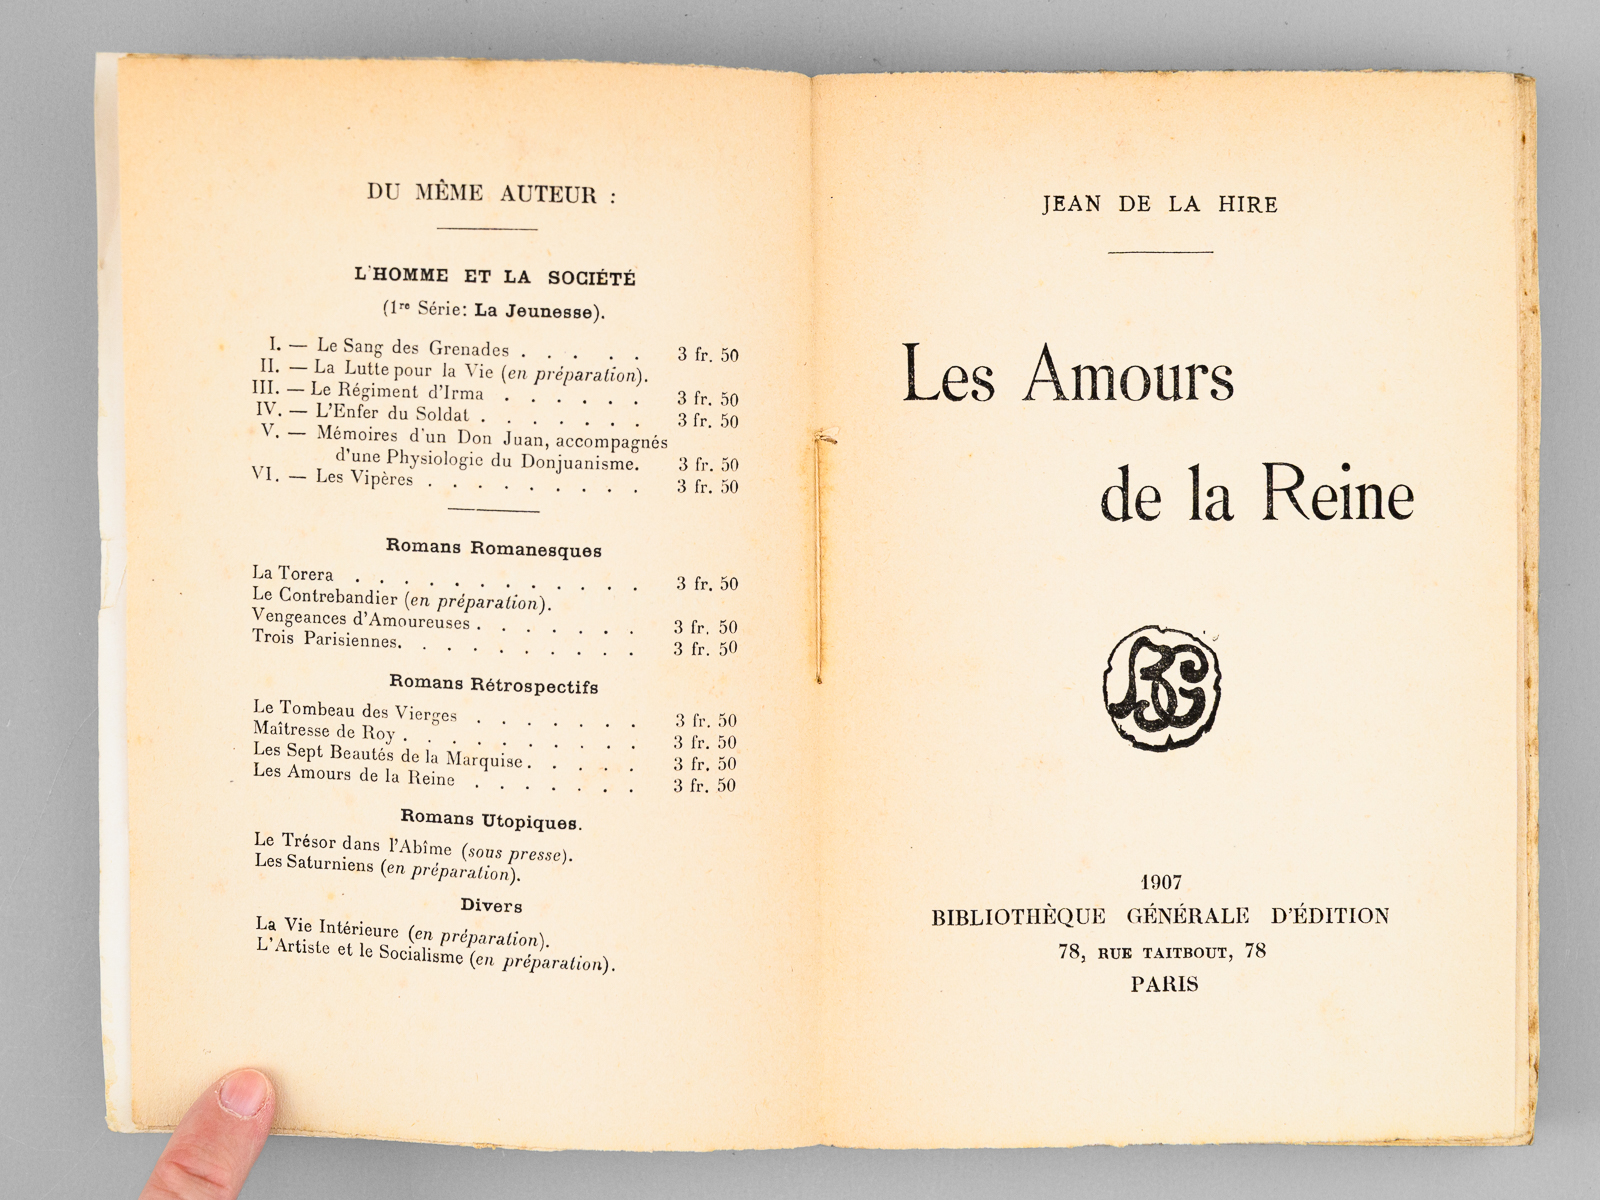 DU MÊME AUTEUR :
L'HOMME ET LA SOCIÉTÉ
(1re Série: La Jeunesse).
I. — Le Sang des Grenades . . . . . 3 fr. 50
II. — La Lutte pour la Vie (en préparation).
III. — Le Régiment d'Irma . . . . . . 3 fr. 50
IV. — L'Enfer du Soldat . . . . . . . 3 fr. 50
V. — Mémoires d'un Don Juan, accompagnés
d'une Physiologie du Donjuanisme. 3 fr. 50
VI. — Les Vipères . . . . . . . . . 3 fr. 50
Romans Romanesques
La Torera . . . . . . . . . . . . 3 fr. 50
Le Contrebandier (en préparation).
Vengeances d'Amoureuses . . . . . . . 3 fr. 50
Trois Parisiennes. . . . . . . . . . 3 fr. 50
Romans Rétrospectifs
Le Tombeau des Vierges . . . . . . . 3 fr. 50
Maîtresse de Roy . . . . . . . . . . 3 fr. 50
Les Sept Beautés de la Marquise . . . . . 3 fr. 50
Les Amours de la Reine . . . . . . . 3 fr. 50
Romans Utopiques.
Le Trésor dans l'Abîme (sous presse).
Les Saturniens (en préparation).
Divers
La Vie Intérieure (en préparation).
L'Artiste et le Socialisme (en préparation).
JEAN DE LA HIRE
Les Amours
de la Reine
BG
1907
BIBLIOTHÈQUE GÉNÉRALE D'ÉDITION
78, RUE TAITBOUT, 78
PARIS